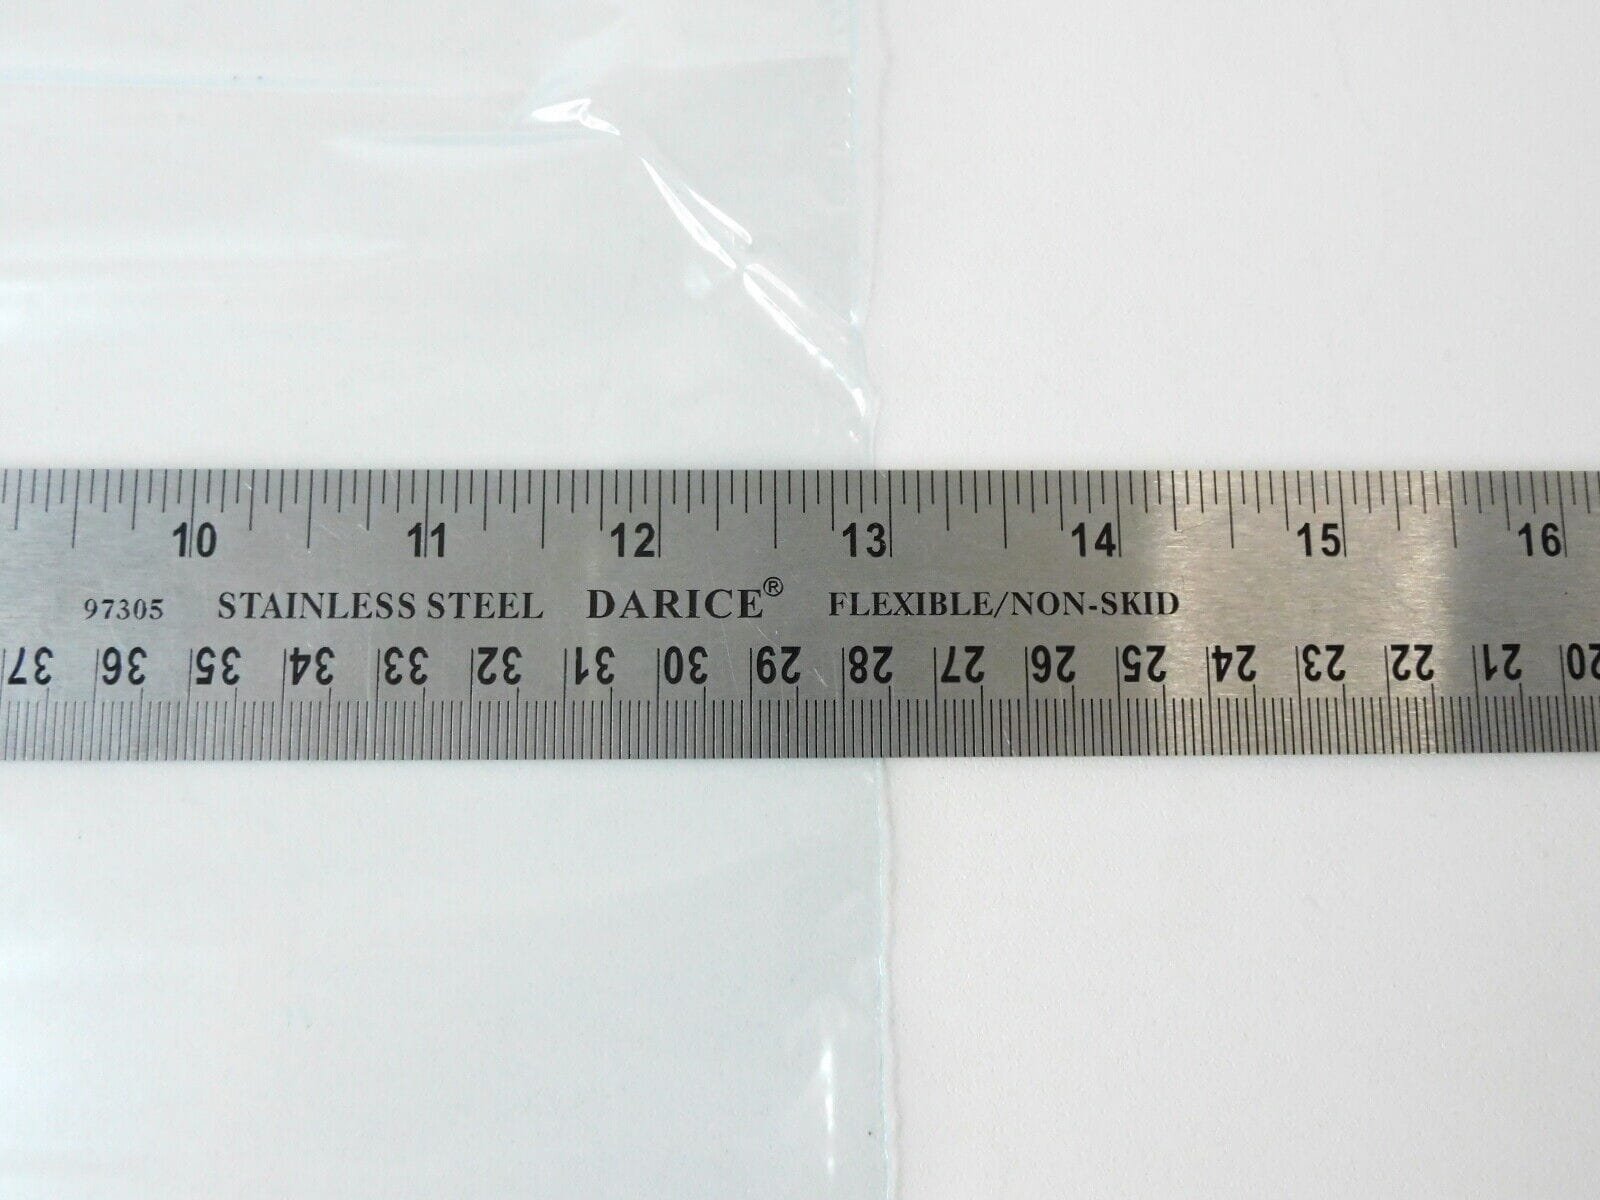 10 11 12 13 14 15 16
97305 STAINLESS STEEL DARICE® FLEXIBLE/NON-SKID
37 36 35 34 33 32 31 30 29 28 27 26 25 24 23 22 21 20